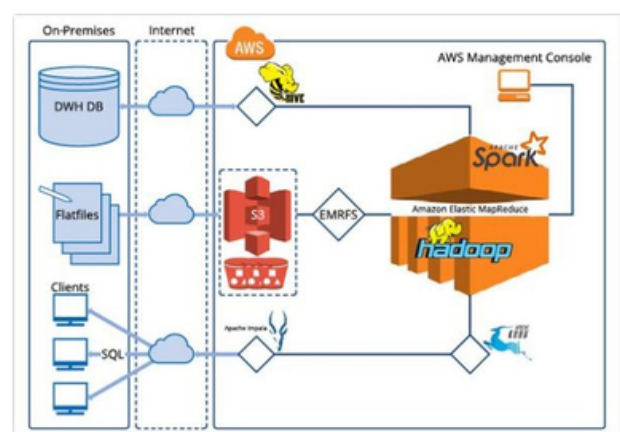 On-Premises
Internet
AWS
AWS Management Console
HIVE
DWH DB
APACHE
Spark
Flatfiles
S3
EMRFS
Amazon Elastic MapReduce
hadoop
Clients
Apache Impala
SQL